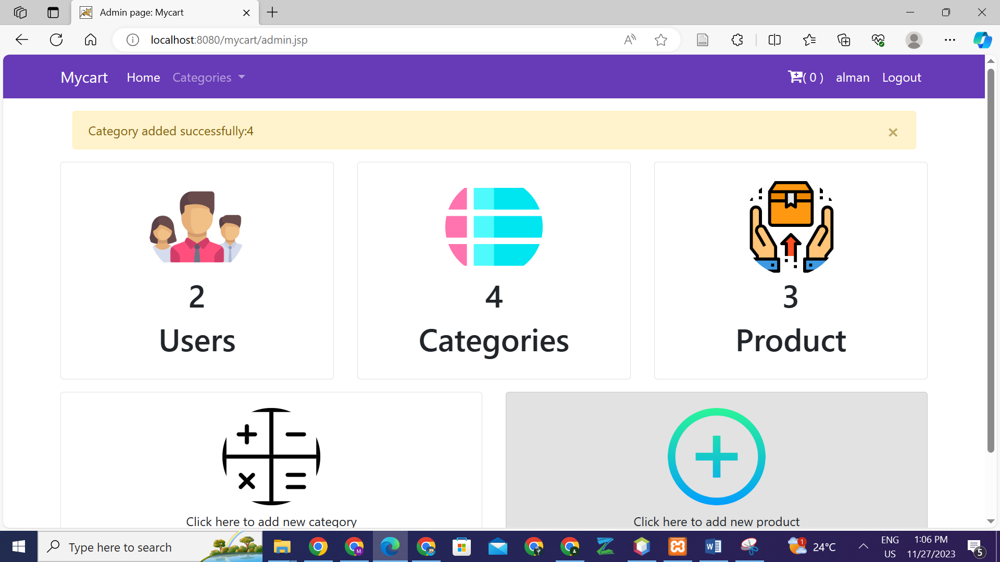 Admin page: Mycart
localhost:8080/mycart/admin.jsp
Mycart Home Categories ( 0 ) alman Logout
Category added successfully:4
×
2
Users
4
Categories
3
Product
Click here to add new category
Click here to add new product
Type here to search
M
1
24°C
ENG
US
1:06 PM
11/27/2023
5